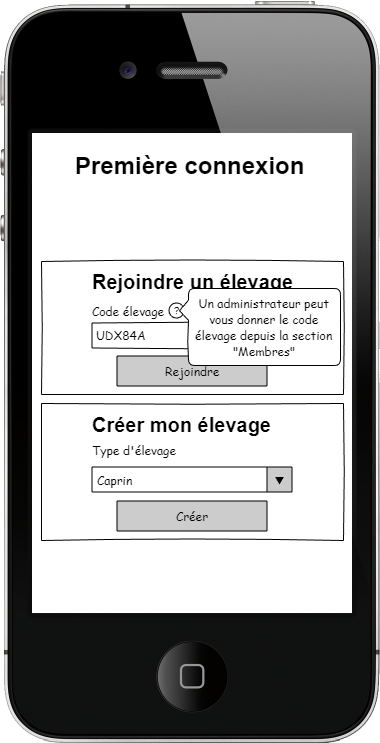 Première connexion
Rejoindre un élevage
Code élevage ?
Un administrateur peut
vous donner le code
élevage depuis la section
"Membres"
UDX84A
Rejoindre
Créer mon élevage
Type d'élevage
Caprin
Créer